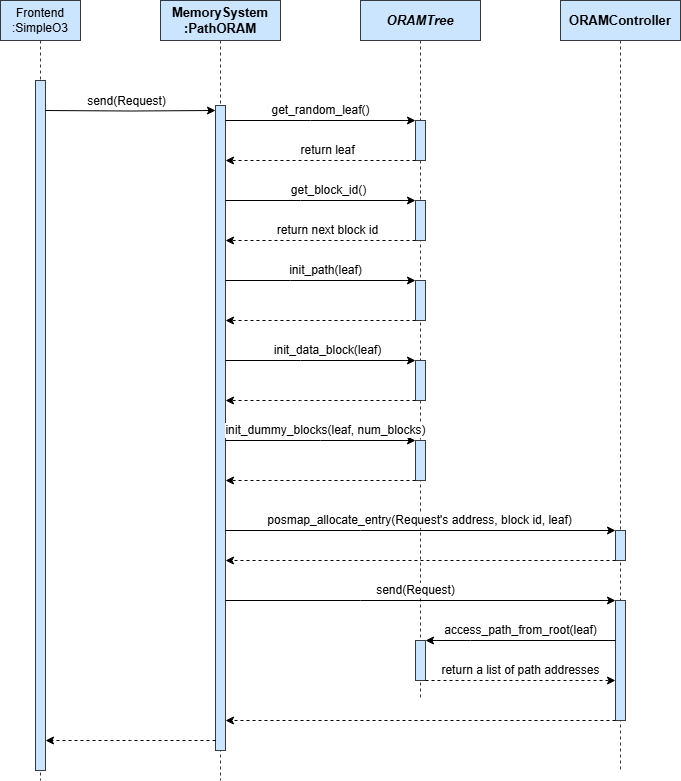 Frontend
:SimpleO3
MemorySystem
:PathORAM
ORAMTree
ORAMController
send(Request)
get_random_leaf()
return leaf
get_block_id()
return next block id
init_path(leaf)
init_data_block(leaf)
init_dummy_blocks(leaf, num_blocks)
posmap_allocate_entry(Request's address, block id, leaf)
send(Request)
access_path_from_root(leaf)
return a list of path addresses